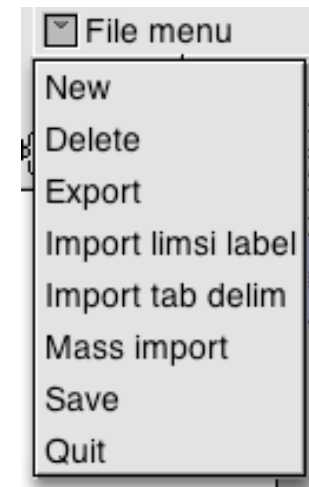 File menu
New
Delete
Export
Import limsi label
Import tab delim
Mass import
Save
Quit